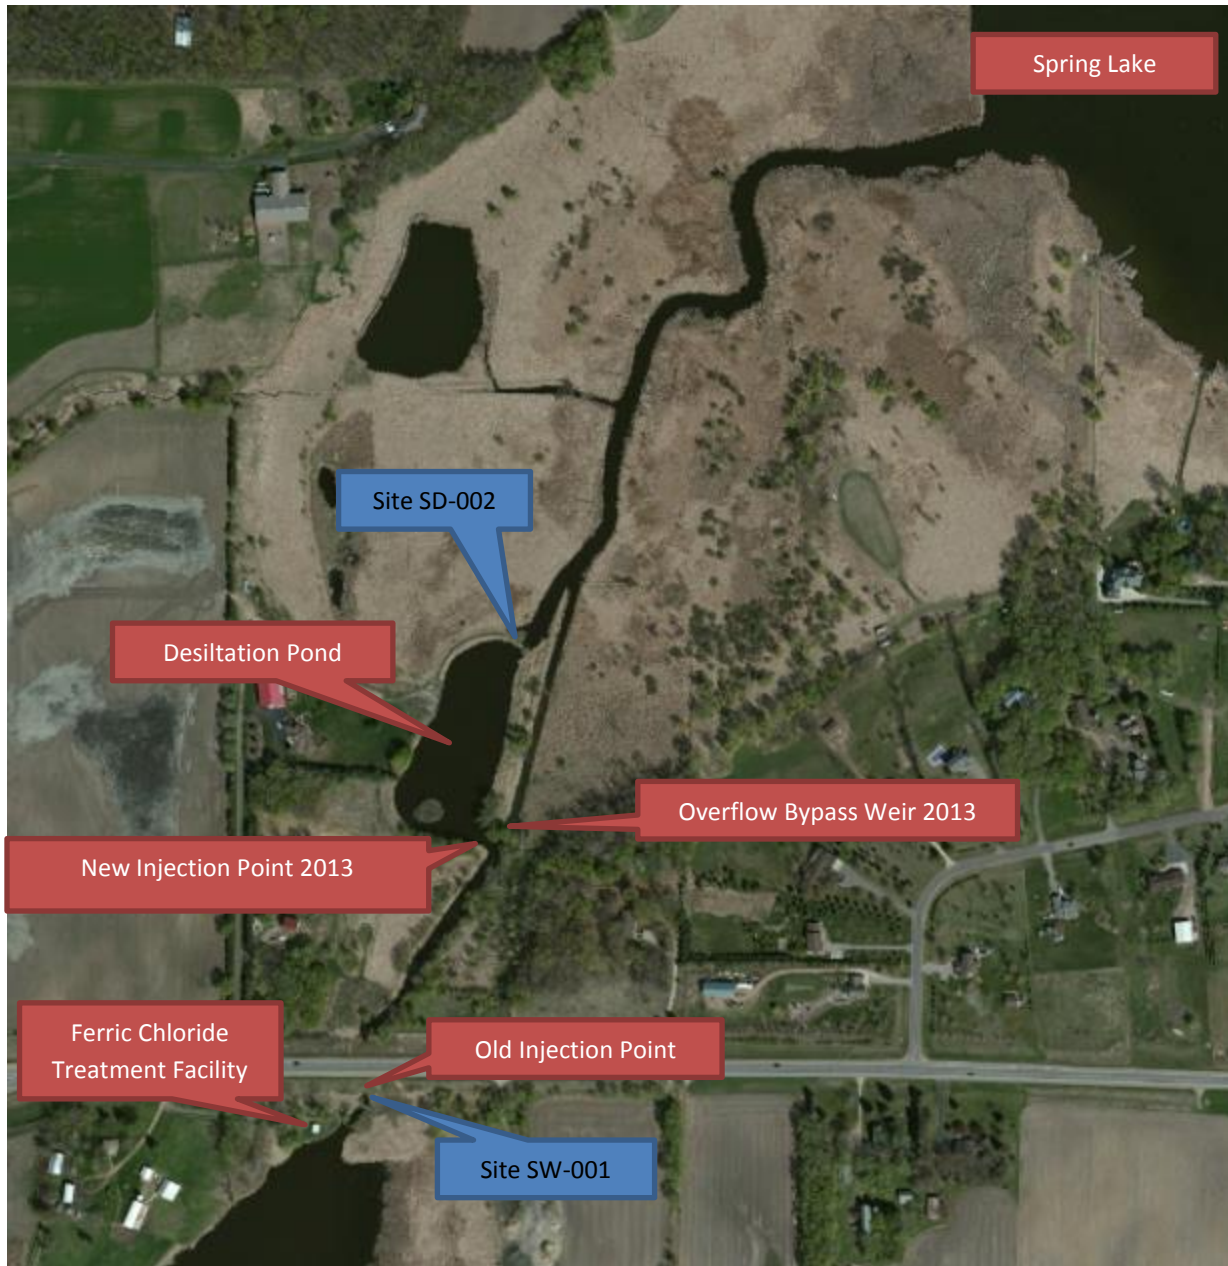 Spring Lake
Site SD-002
Desiltation Pond
Overflow Bypass Weir 2013
New Injection Point 2013
Ferric Chloride
Treatment Facility
Old Injection Point
Site SW-001